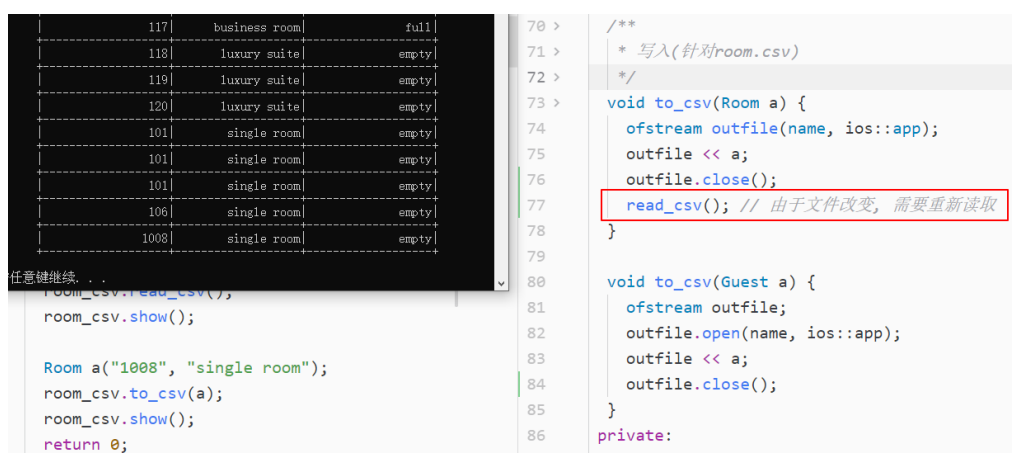 117| business room| full|
118| luxury suite| empty|
119| luxury suite| empty|
120| luxury suite| empty|
101| single room| empty|
101| single room| empty|
101| single room| empty|
106| single room| empty|
1008| single room| empty|
任意键继续. . .
room_csv.read_csv();
room_csv.show();
Room a("1008", "single room");
room_csv.to_csv(a);
room_csv.show();
return 0;
70 > /**
71 > * 写入(针对room.csv)
72 > */
73 > void to_csv(Room a) {
74 ofstream outfile(name, ios::app);
75 outfile << a;
76 outfile.close();
77 read_csv(); // 由于文件改变, 需要重新读取
78 }
79
80 void to_csv(Guest a) {
81 ofstream outfile;
82 outfile.open(name, ios::app);
83 outfile << a;
84 outfile.close();
85 }
86 private: